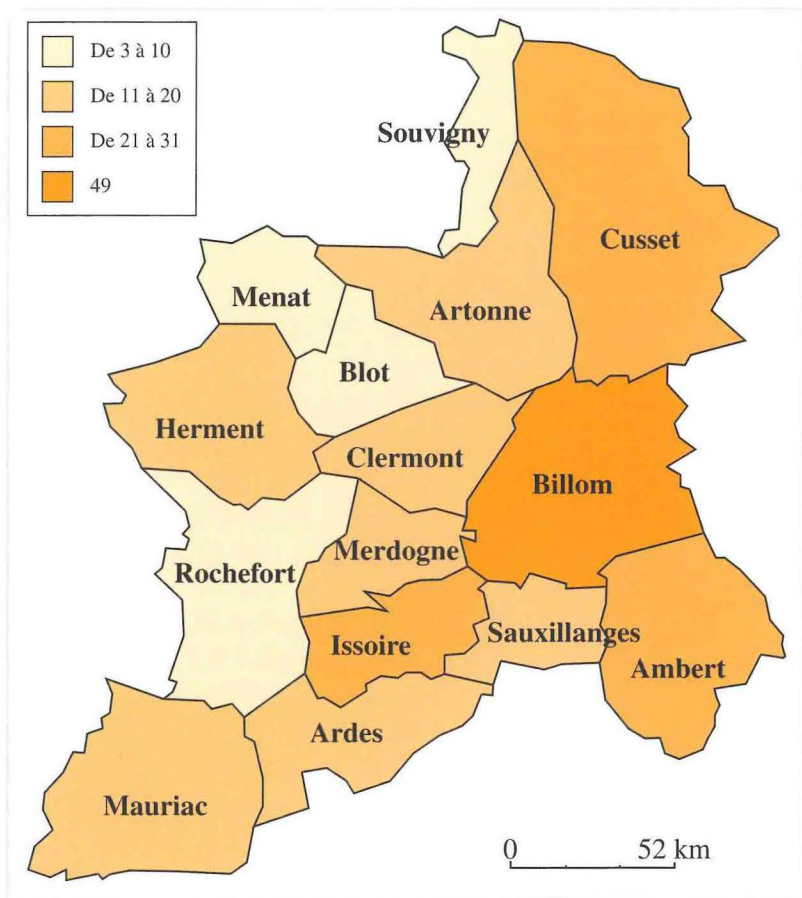 De 3 à 10
De 11 à 20
De 21 à 31
49
Souvigny
Cusset
Menat
Artonne
Blot
Herment
Clermont
Billom
Merdogne
Rochefort
Issoire
Sauxillanges
Ambert
Ardes
Mauriac
0 52 km